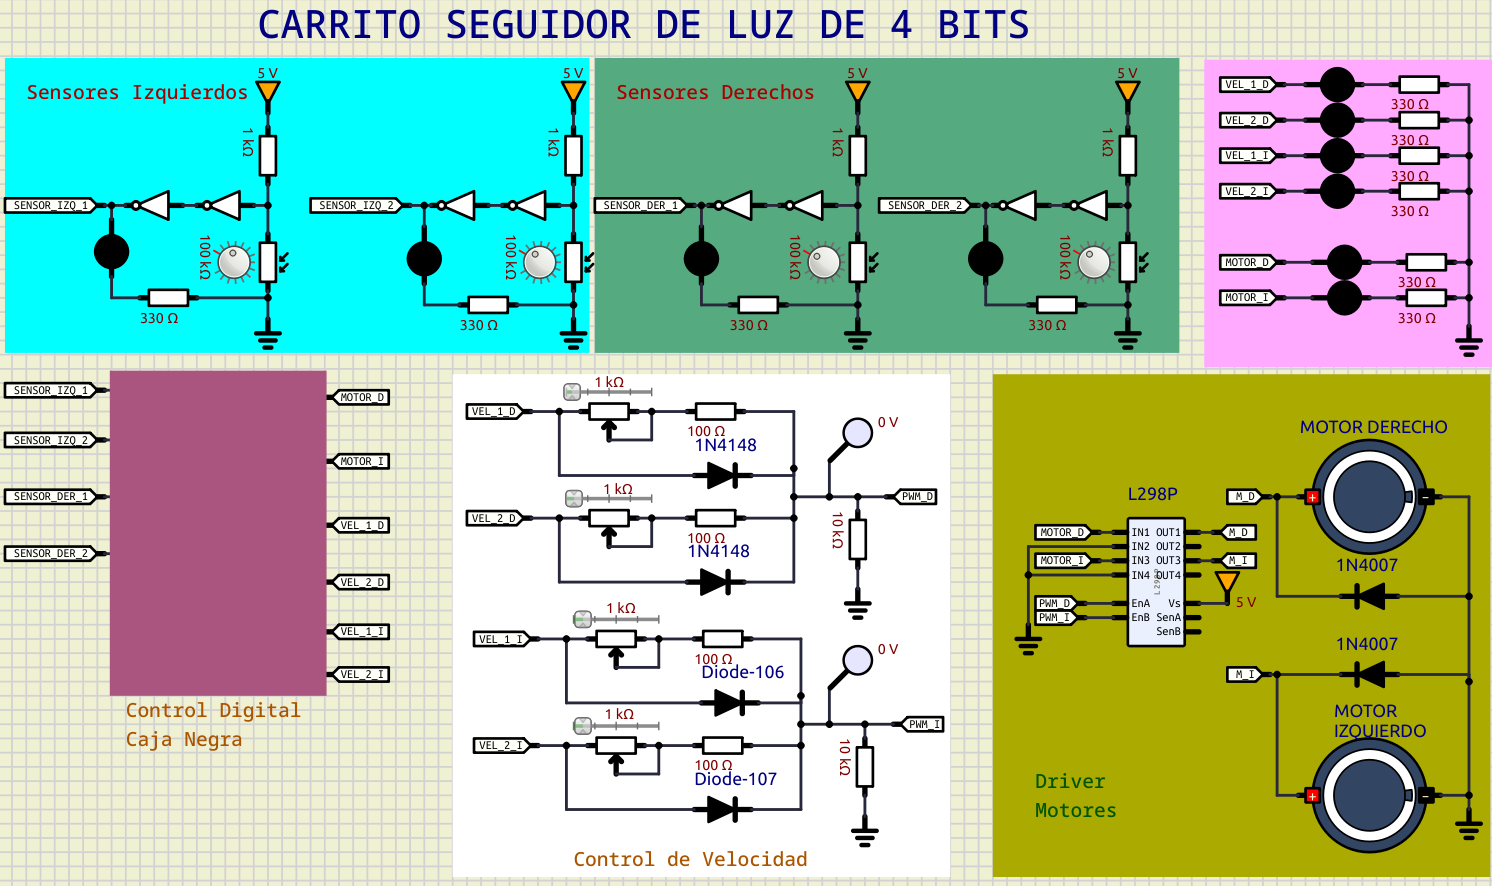 CARRITO SEGUIDOR DE LUZ DE 4 BITS
Sensores Izquierdos
5 V
5 V
1 kΩ
1 kΩ
SENSOR_IZQ_1
SENSOR_IZQ_2
100 kΩ
100 kΩ
330 Ω
330 Ω
Sensores Derechos
5 V
5 V
1 kΩ
1 kΩ
SENSOR_DER_1
SENSOR_DER_2
100 kΩ
100 kΩ
330 Ω
330 Ω
VEL_1_D
330 Ω
VEL_2_D
330 Ω
VEL_1_I
330 Ω
VEL_2_I
330 Ω
MOTOR_D
330 Ω
MOTOR_I
330 Ω
SENSOR_IZQ_1
SENSOR_IZQ_2
SENSOR_DER_1
SENSOR_DER_2
MOTOR_D
MOTOR_I
VEL_1_D
VEL_2_D
VEL_1_I
VEL_2_I
Control Digital
Caja Negra
1 kΩ
VEL_1_D
100 Ω
1N4148
0 V
1 kΩ
PWM_D
VEL_2_D
100 Ω
1N4148
10 kΩ
1 kΩ
VEL_1_I
100 Ω
Diode-106
0 V
1 kΩ
PWM_I
VEL_2_I
100 Ω
Diode-107
10 kΩ
Control de Velocidad
MOTOR DERECHO
L298P
M_D
MOTOR_D
IN1 OUT1
M_D
IN2 OUT2
MOTOR_I
IN3 OUT3
M_I
IN4 OUT4
L298P
PWM_D
EnA Vs
5 V
PWM_I
EnB SenA
SenB
1N4007
1N4007
M_I
MOTOR
IZQUIERDO
Driver
Motores